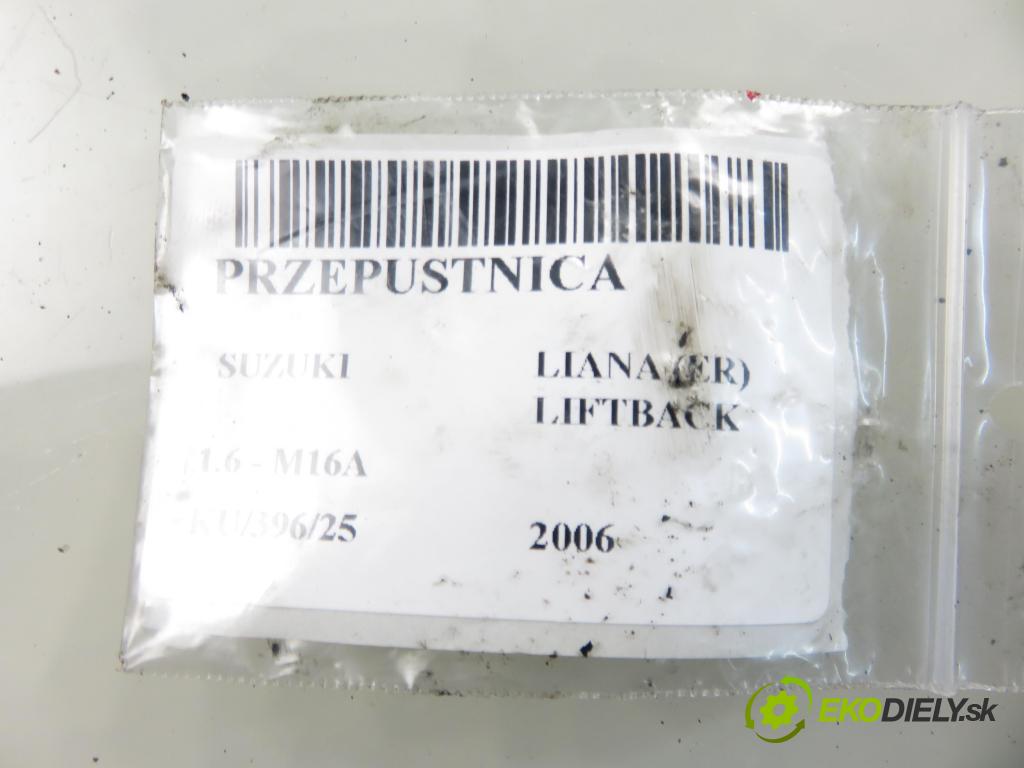 PRZEPUSTNICA
SUZUKI LIANA (ER)
LIFTBACK
1.6 - M16A
KU/396/25 2006
EKODIELY.sk